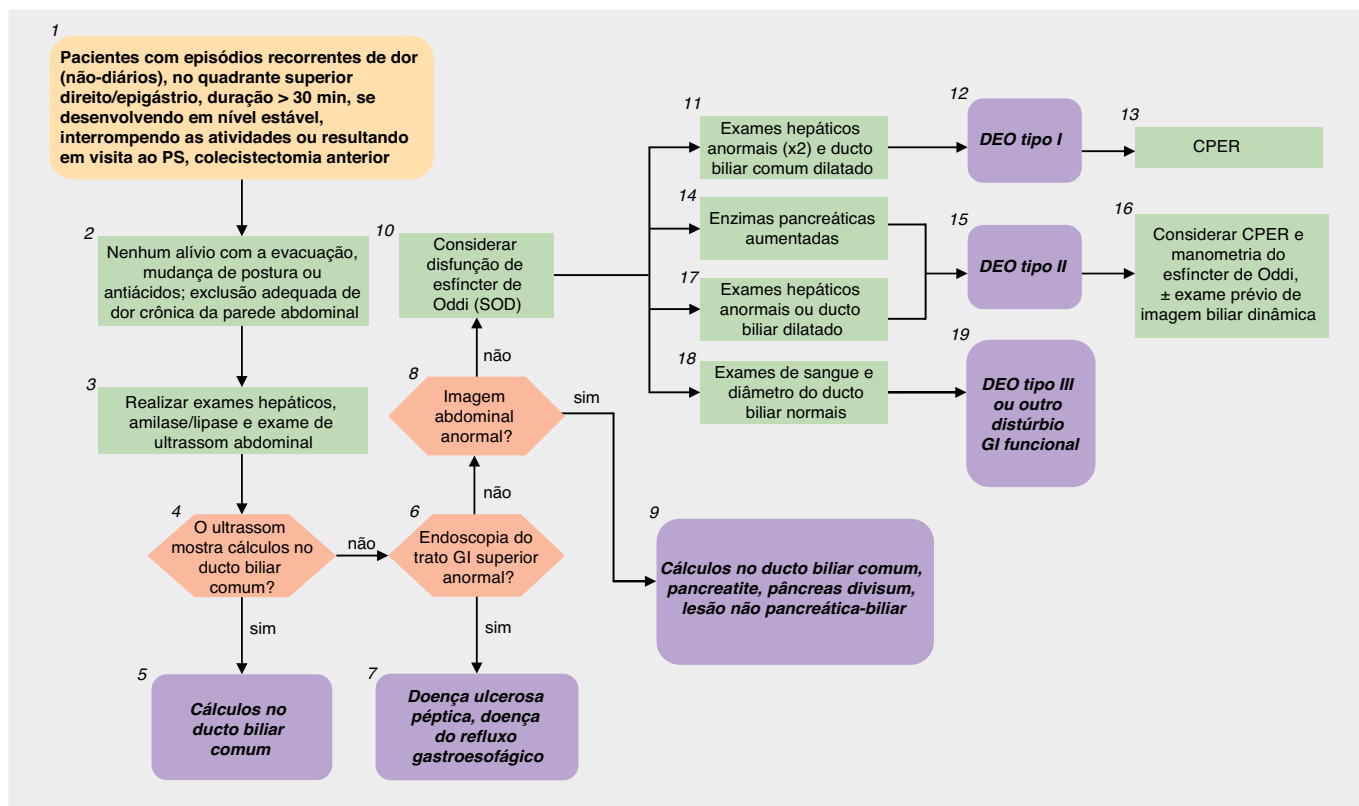 1
Pacientes com episódios recorrentes de dor
(não-diários), no quadrante superior
direito/epigástrio, duração > 30 min, se
desenvolvendo em nível estável,
interrompendo as atividades ou resultando
em visita ao PS, colecistectomia anterior
2
Nenhum alívio com a evacuação,
mudança de postura ou
antiácidos; exclusão adequada de
dor crônica da parede abdominal
3
Realizar exames hepáticos,
amilase/lipase e exame de
ultrassom abdominal
4
O ultrassom
mostra cálculos no
ducto biliar
comum?
não
sim
5
Cálculos no
ducto biliar
comum
6
Endoscopia do
trato GI superior
anormal?
não
sim
7
Doença ulcerosa
péptica, doença
do refluxo
gastroesofágico
8
Imagem
abdominal
anormal?
não
sim
9
Cálculos no ducto biliar comum,
pancreatite, pâncreas divisum,
lesão não pancreática-biliar
10
Considerar
disfunção de
esfíncter de
Oddi (SOD)
11
Exames hepáticos
anormais (x2) e ducto
biliar comum dilatado
12
DEO tipo I
13
CPER
14
Enzimas pancreáticas
aumentadas
15
DEO tipo II
16
Considerar CPER e
manometria do
esfíncter de Oddi,
± exame prévio de
imagem biliar dinâmica
17
Exames hepáticos
anormais ou ducto
biliar dilatado
18
Exames de sangue e
diâmetro do ducto
biliar normais
19
DEO tipo III
ou outro
distúrbio
GI funcional